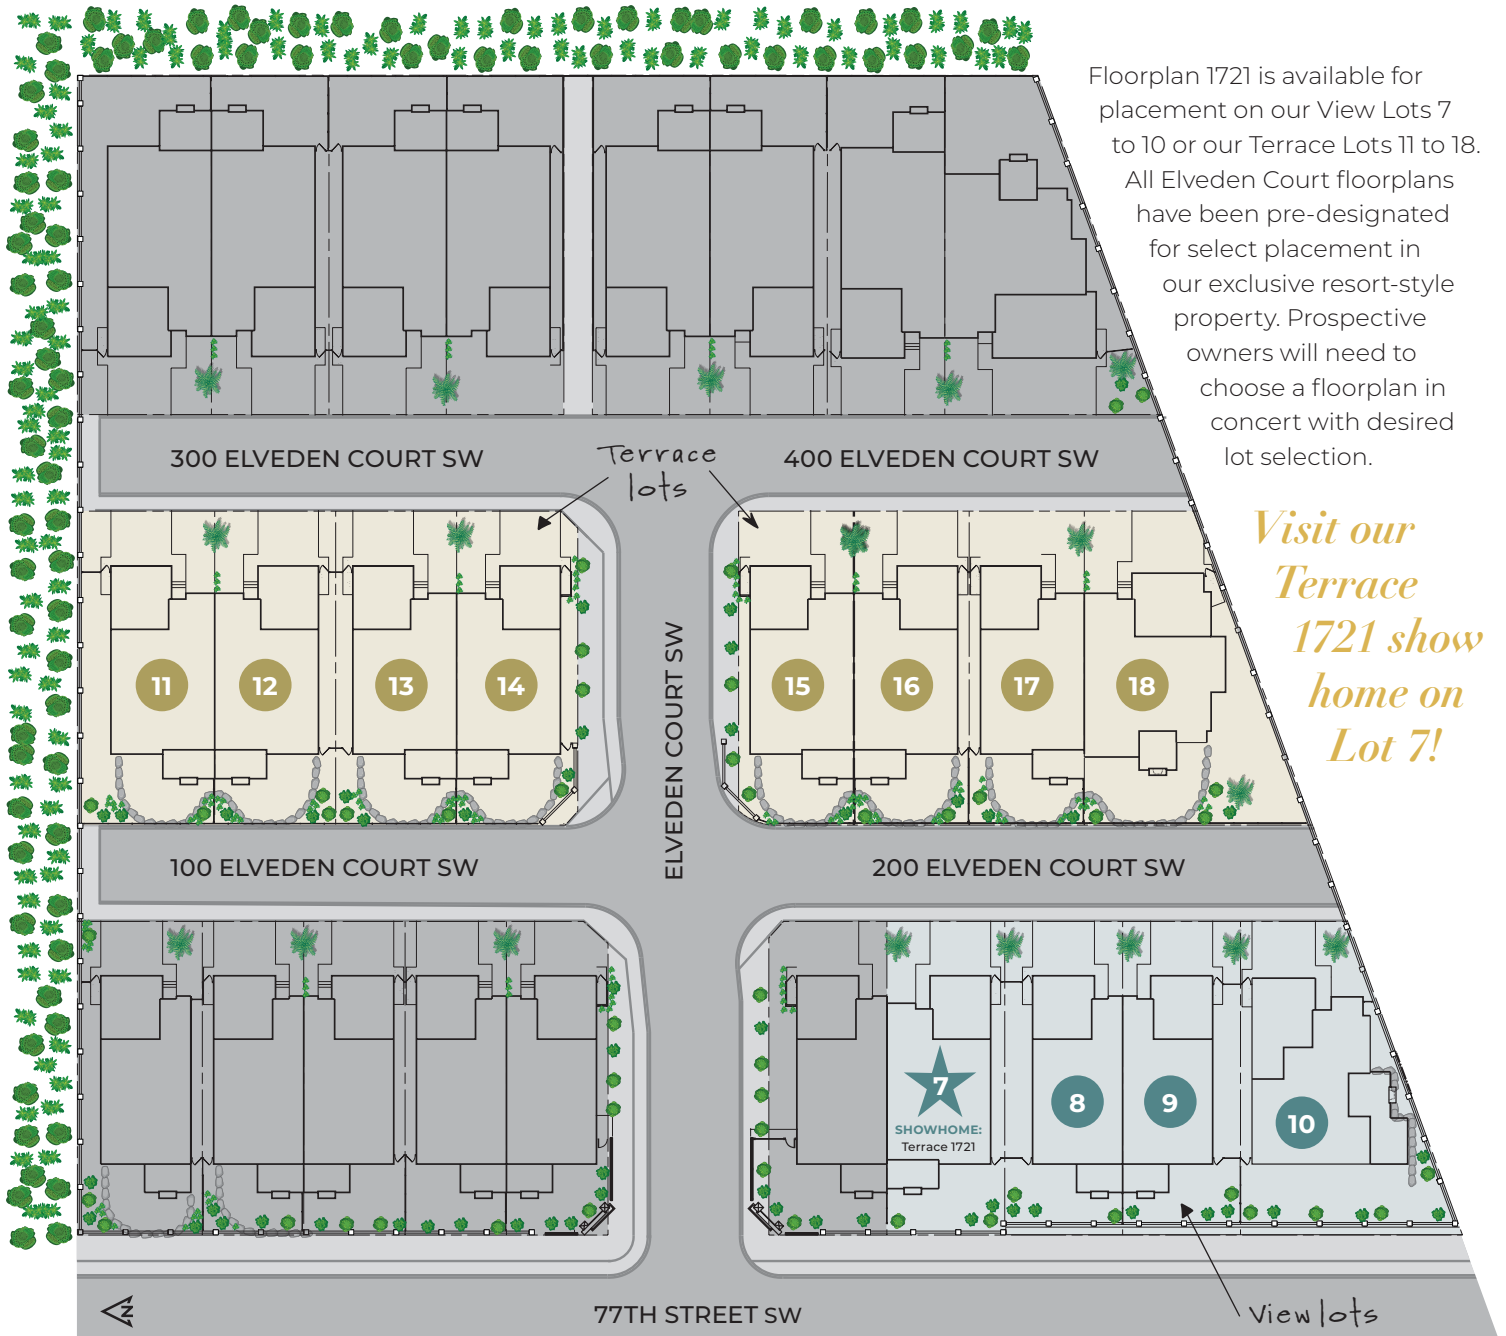 Floorplan 1721 is available for
placement on our View Lots 7
to 10 or our Terrace Lots 11 to 18.
All Elveden Court floorplans
have been pre-designated
for select placement in
our exclusive resort-style
property. Prospective
owners will need to
choose a floorplan in
concert with desired
lot selection.
300 ELVEDEN COURT SW
Terrace
lots
400 ELVEDEN COURT SW
Visit our
Terrace
1721 show
home on
Lot 7!
11
12
13
14
ELVEDEN COURT SW
15
16
17
18
100 ELVEDEN COURT SW
200 ELVEDEN COURT SW
7
SHOWHOME:
Terrace 1721
8
9
10
N
77TH STREET SW
View lots